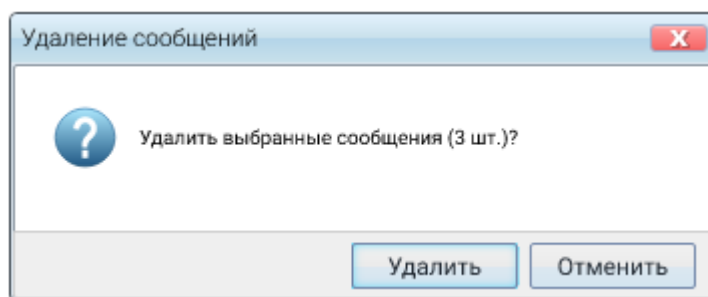 Удаление сообщений
Удалить выбранные сообщения (3 шт.)?
Удалить
Отменить